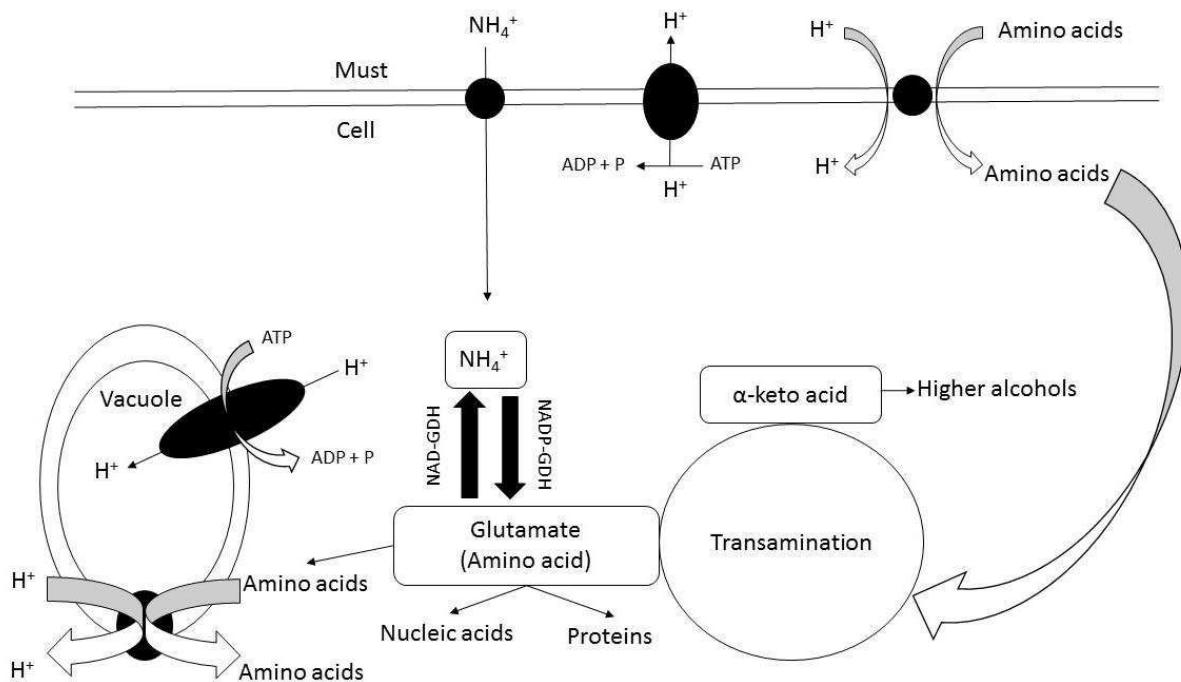 NH₄⁺
H⁺
H⁺
Amino acids
Must
Cell
ADP + P
ATP
H⁺
H⁺
Amino acids
ATP
H⁺
Vacuole
H⁺
ADP + P
NH₄⁺
NAD-GDH
NADP-GDH
α-keto acid
Higher alcohols
Glutamate
(Amino acid)
Transamination
H⁺
Amino acids
Nucleic acids
Proteins
H⁺
Amino acids